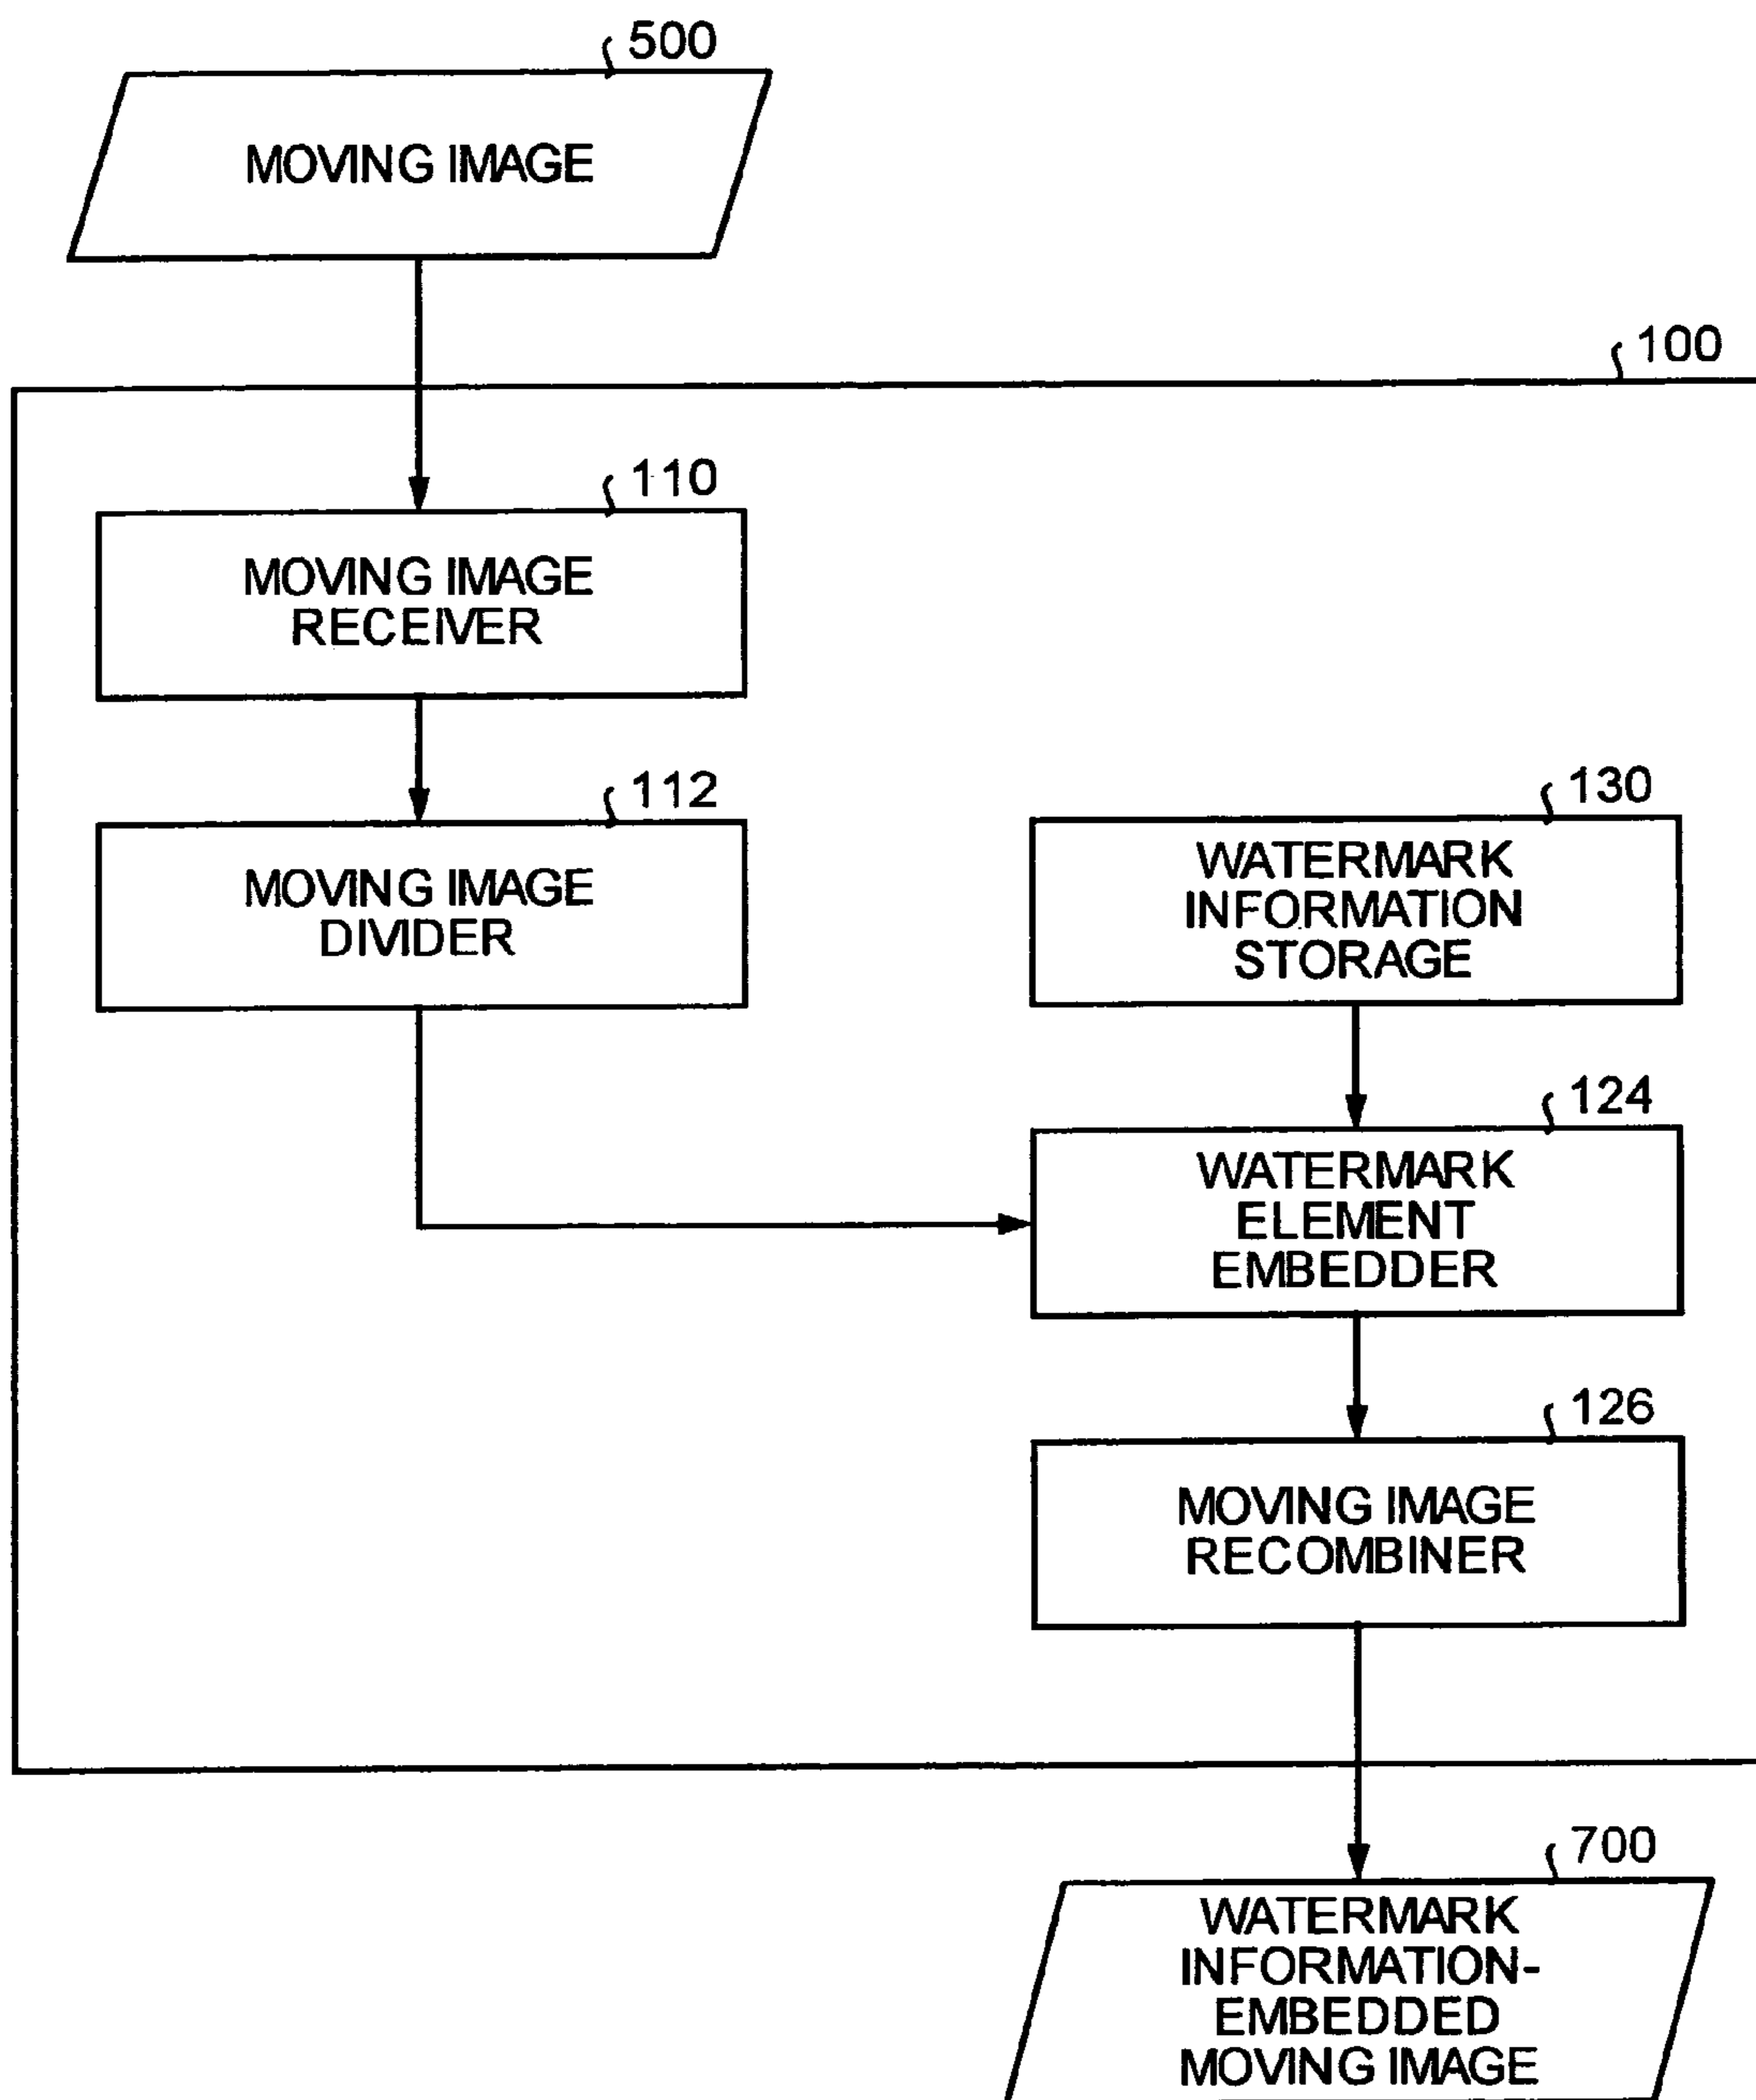 500
MOVING IMAGE
100
110
MOVING IMAGE
RECEIVER
112
MOVING IMAGE
DIVIDER
130
WATERMARK
INFORMATION
STORAGE
124
WATERMARK
ELEMENT
EMBEDDER
126
MOVING IMAGE
RECOMBINER
700
WATERMARK
INFORMATION-
EMBEDDED
MOVING IMAGE